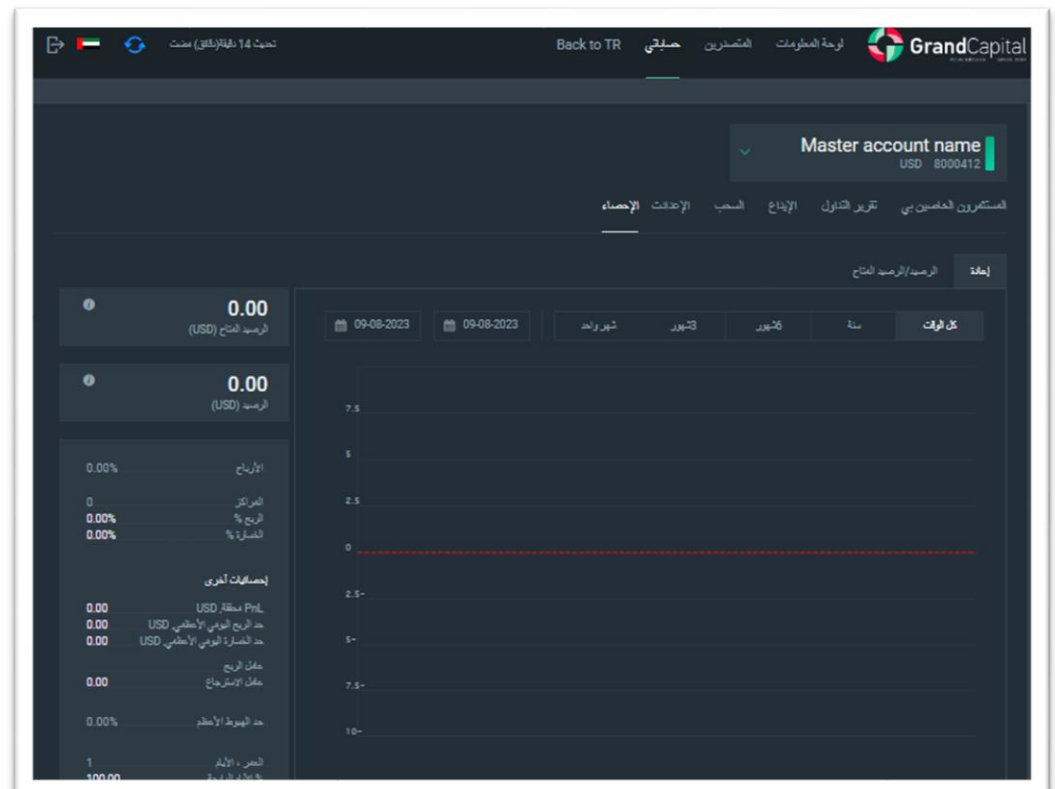 GrandCapital
لوحة المعلومات
المتصدرين
حسابي
Back to TR
تحديث 14 دقيقة(دقائق) مضت
Master account name
USD 8000412
المستثمرون الخاصين بي
تقرير التداول
الإيداع
السحب
الإعدادات
الإحصاء
إعادة
الرصيد/الرصيد المتاح
كل الوقت
سنة
6شهور
3شهور
شهر واحد
09-08-2023
09-08-2023
7.5
5
2.5
0
2.5-
5-
7.5-
10-
0.00
الرصيد المتاح (USD)
0.00
الرصيد (USD)
الأرباح 0.00%
المراكز 0
الربح % 0.00%
الخسارة % 0.00%
إحصائيات أخرى
PnL مغلقة, USD 0.00
حد الربح اليومي الأعظمي, USD 0.00
حد الخسارة اليومي الأعظمي, USD 0.00
عامل الربح
عامل الاسترجاع 0.00
حد الهبوط الأعظم 0.00%
العمر ، الأيام 1
100.00